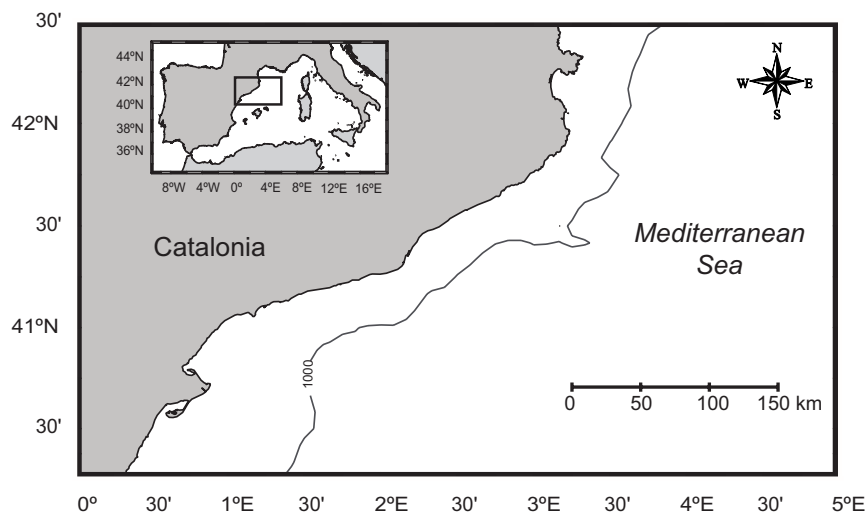 30'
44ºN
42ºN
40ºN
38ºN
36ºN
8ºW 4ºW 0º 4ºE 8ºE 12ºE 16ºE
N
W E
S
42ºN
30'
Catalonia
Mediterranean
Sea
41ºN
1000
0 50 100 150 km
30'
0º 30' 1ºE 30' 2ºE 30' 3ºE 30' 4ºE 30' 5ºE